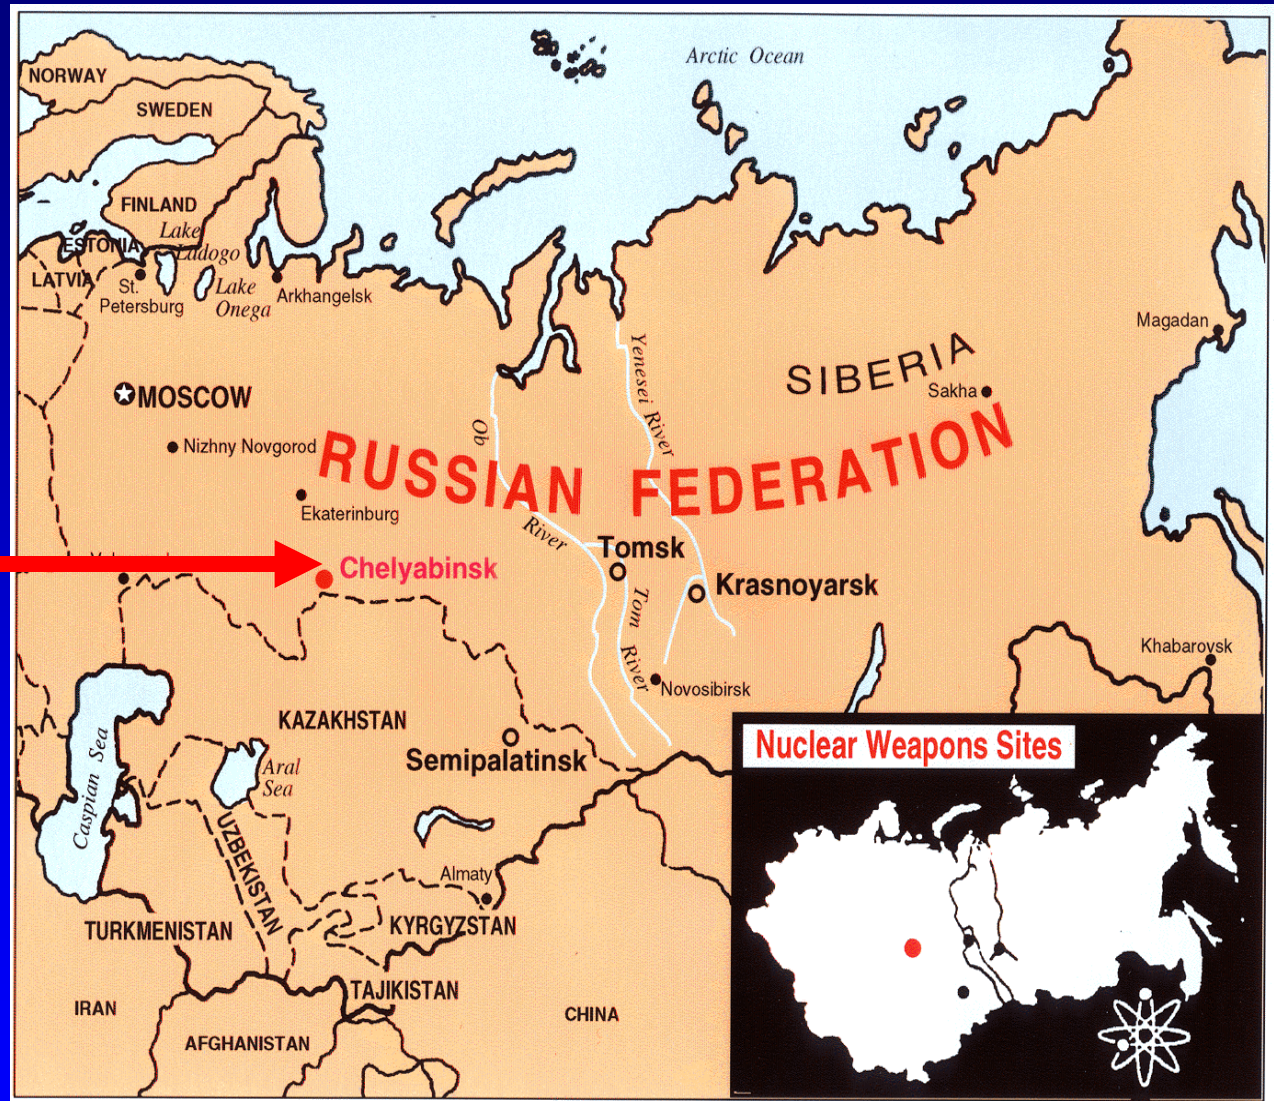 Arctic Ocean
NORWAY
SWEDEN
FINLAND
Lake
Ladogo
ESTONIA
LATVIA
St.
Petersburg
Lake
Onega
Arkhangelsk
Yenesei River
Magadan
SIBERIA
Sakha
MOSCOW
Ob
River
Nizhny Novgorod
RUSSIAN FEDERATION
Ekaterinburg
Tomsk
Chelyabinsk
Krasnoyarsk
Tom
River
Khabarovsk
Novosibirsk
KAZAKHSTAN
Semipalatinsk
Nuclear Weapons Sites
Caspian Sea
Aral
Sea
UZBEKISTAN
Almaty
TURKMENISTAN
KYRGYZSTAN
TAJIKISTAN
IRAN
CHINA
AFGHANISTAN